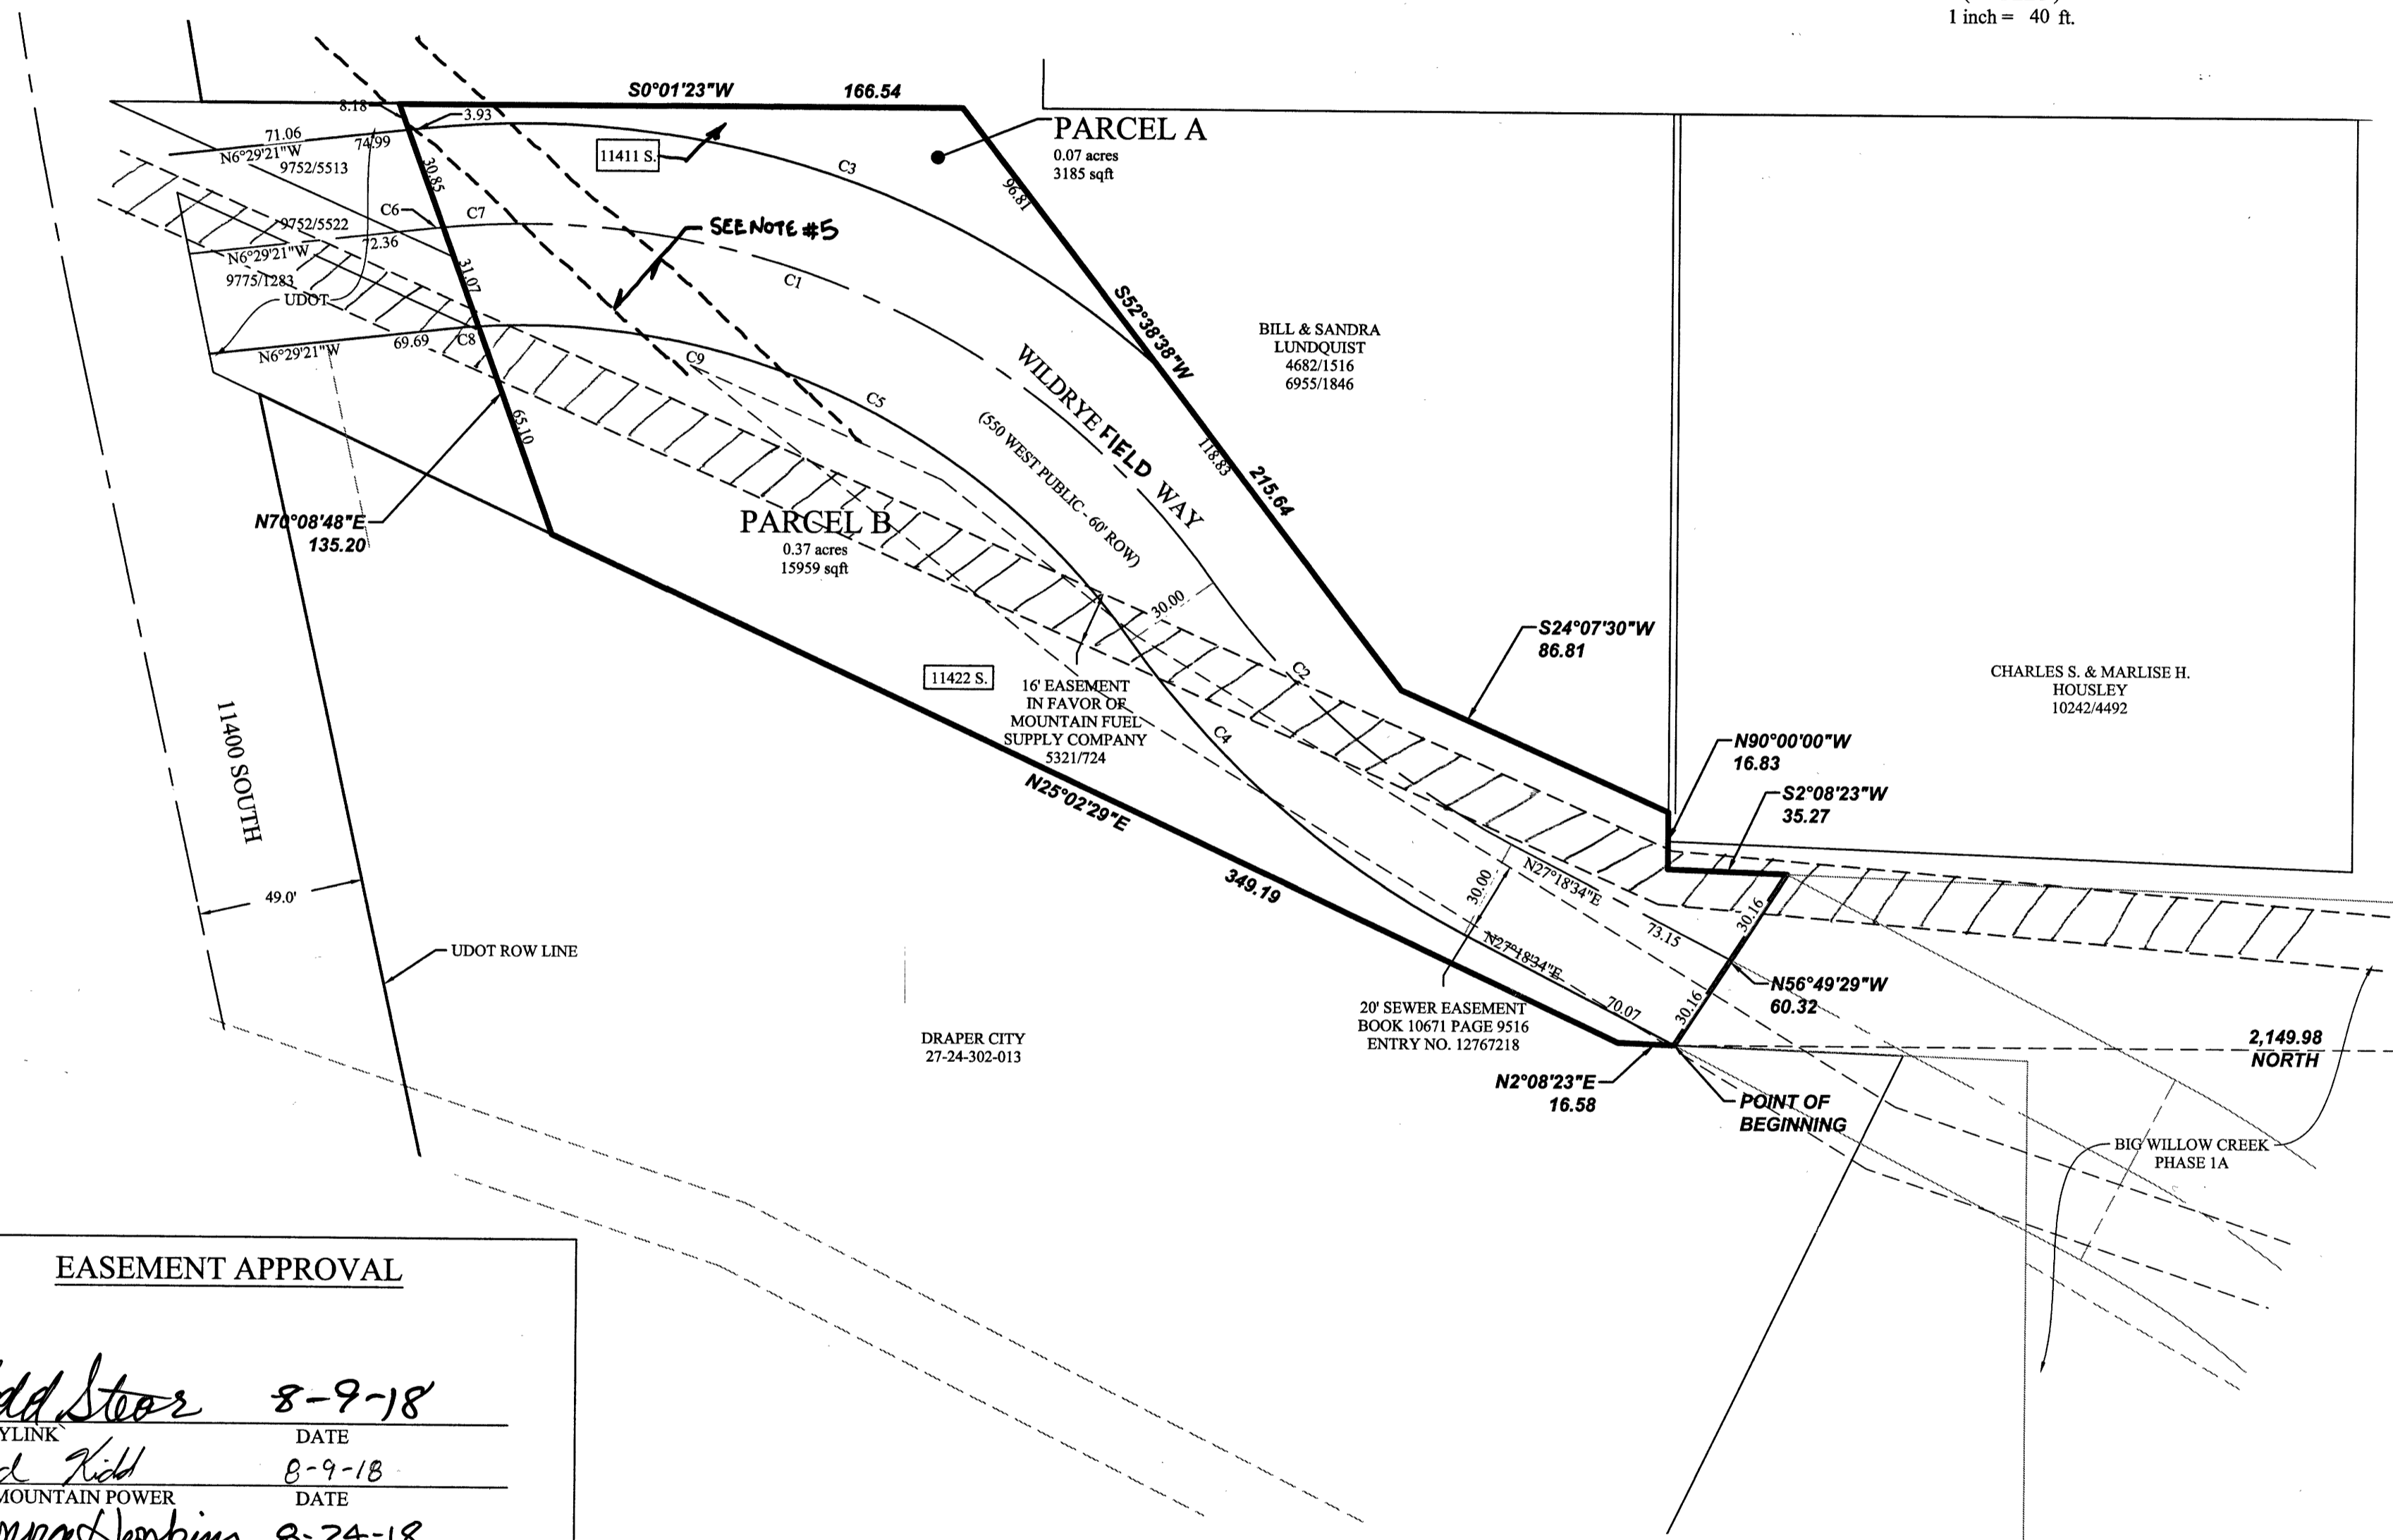 1 inch = 40 ft.
S0°01'23"W 166.54
8.18
3.93
71.06
74.99
N6°29'21"W
9752/5513
30.85
11411 S.
C3
PARCEL A
0.07 acres
3185 sqft
96.81
C6
C7
9752/5522
72.36
N6°29'21"W
9775/1283
UDOT
31.07
SEE NOTE #5
C1
N6°29'21"W
69.69
C8
C9
C5
65.10
S52°38'38"W
215.64
118.83
BILL & SANDRA
LUNDQUIST
4682/1516
6955/1846
WILDRYE FIELD WAY
(550 WEST PUBLIC - 60' ROW)
N70°08'48"E
135.20
PARCEL B
0.37 acres
15959 sqft
30.00
S24°07'30"W
86.81
11422 S.
16' EASEMENT
IN FAVOR OF
MOUNTAIN FUEL
SUPPLY COMPANY
5321/724
C2
C4
CHARLES S. & MARLISE H.
HOUSLEY
10242/4492
11400 SOUTH
N90°00'00"W
16.83
S2°08'23"W
35.27
N25°02'29"E
349.19
49.0'
UDOT ROW LINE
30.00
N27°18'34"E
73.15
30.16
N27°18'34"E
70.07
30.16
N56°49'29"W
60.32
20' SEWER EASEMENT
BOOK 10671 PAGE 9516
ENTRY NO. 12767218
DRAPER CITY
27-24-302-013
2,149.98
NORTH
N2°08'23"E
16.58
POINT OF
BEGINNING
BIG WILLOW CREEK
PHASE 1A
EASEMENT APPROVAL
8-9-18
YLINK DATE
Kidd 8-9-18
MOUNTAIN POWER DATE
8-24-18